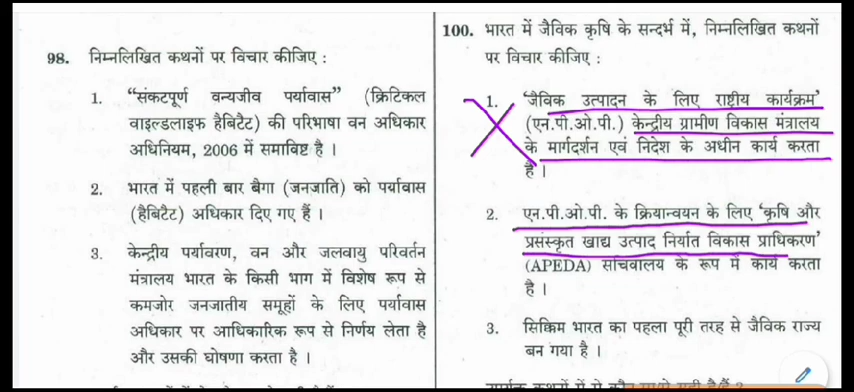 98. निम्नलिखित कथनों पर विचार कीजिए :
1. “संकटपूर्ण वन्यजीव पर्यावास” (क्रिटिकल
वाइल्डलाइफ हैबिटैट) की परिभाषा वन अधिकार
अधिनियम, 2006 में समाविष्ट है ।
2. भारत में पहली बार बैगा (जनजाति) को पर्यावास
(हैबिटैट) अधिकार दिए गए हैं ।
3. केन्द्रीय पर्यावरण, वन और जलवायु परिवर्तन
मंत्रालय भारत के किसी भाग में विशेष रूप से
कमजोर जनजातीय समूहों के लिए पर्यावास
अधिकार पर आधिकारिक रूप से निर्णय लेता है
और उसकी घोषणा करता है ।
100. भारत में जैविक कृषि के सन्दर्भ में, निम्नलिखित कथनों
पर विचार कीजिए :
1. ‘जैविक उत्पादन के लिए राष्ट्रीय कार्यक्रम’
(एन.पी.ओ.पी.) केन्द्रीय ग्रामीण विकास मंत्रालय
के मार्गदर्शन एवं निदेश के अधीन कार्य करता
है ।
2. एन.पी.ओ.पी. के क्रियान्वयन के लिए ‘कृषि और
प्रसंस्कृत खाद्य उत्पाद निर्यात विकास प्राधिकरण’
(APEDA) सचिवालय के रूप में कार्य करता
है ।
3. सिक्किम भारत का पहला पूरी तरह से जैविक राज्य
बन गया है ।